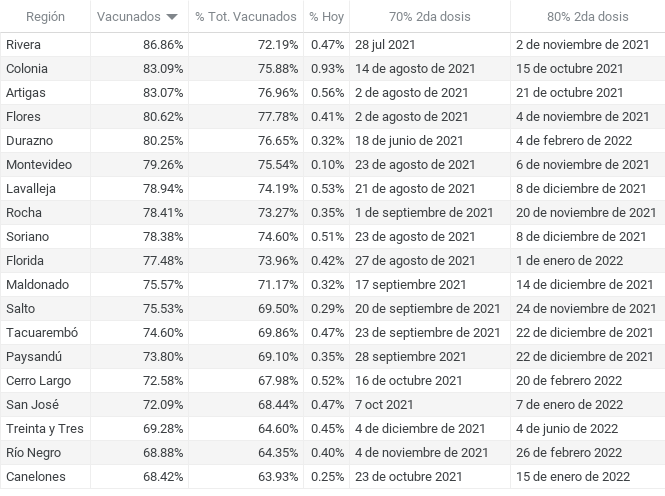 Región Vacunados % Tot. Vacunados % Hoy 70% 2da dosis 80% 2da dosis
Rivera 86.86% 72.19% 0.47% 28 jul 2021 2 de noviembre de 2021
Colonia 83.09% 75.88% 0.93% 14 de agosto de 2021 15 de octubre 2021
Artigas 83.07% 76.96% 0.56% 2 de agosto de 2021 21 de octubre 2021
Flores 80.62% 77.78% 0.41% 2 de agosto de 2021 4 de noviembre de 2021
Durazno 80.25% 76.65% 0.32% 18 de junio de 2021 4 de febrero de 2022
Montevideo 79.26% 75.54% 0.10% 23 de agosto de 2021 6 de noviembre de 2021
Lavalleja 78.94% 74.19% 0.53% 21 de agosto de 2021 8 de diciembre de 2021
Rocha 78.41% 73.27% 0.35% 1 de septiembre de 2021 20 de noviembre de 2021
Soriano 78.38% 74.60% 0.51% 23 de agosto de 2021 8 de diciembre de 2021
Florida 77.48% 73.96% 0.42% 27 de agosto de 2021 1 de enero de 2022
Maldonado 75.57% 71.17% 0.32% 17 septiembre 2021 14 de diciembre de 2021
Salto 75.53% 69.50% 0.29% 20 de septiembre de 2021 24 de noviembre de 2021
Tacuarembó 74.60% 69.86% 0.47% 23 de septiembre de 2021 22 de diciembre de 2021
Paysandú 73.80% 69.10% 0.35% 28 septiembre 2021 22 de diciembre de 2021
Cerro Largo 72.58% 67.98% 0.52% 16 de octubre 2021 20 de febrero 2022
San José 72.09% 68.44% 0.47% 7 oct 2021 7 de enero de 2022
Treinta y Tres 69.28% 64.60% 0.45% 4 de diciembre de 2021 4 de junio de 2022
Río Negro 68.88% 64.35% 0.40% 4 de noviembre de 2021 26 de febrero 2022
Canelones 68.42% 63.93% 0.25% 23 de octubre 2021 15 de enero de 2022